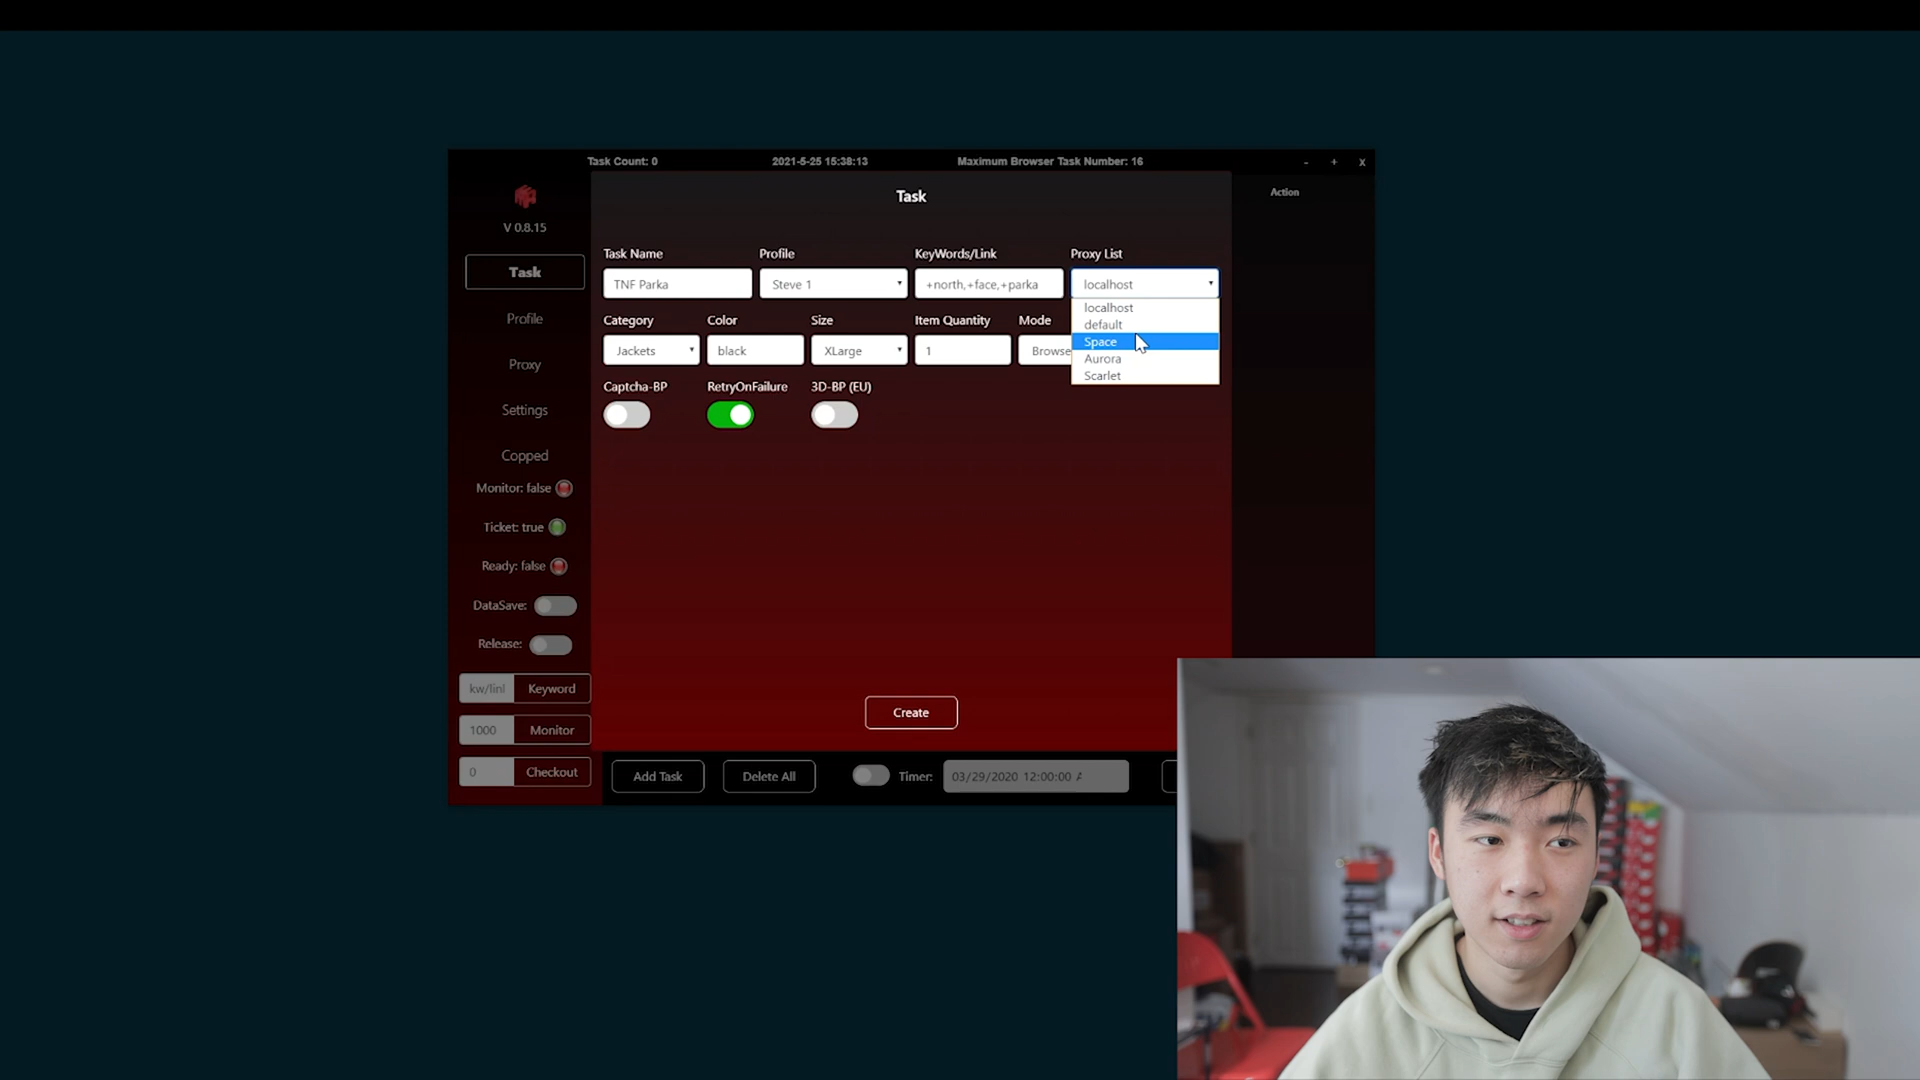 Task Count: 0 2021-5-25 15:38:13 Maximum Browser Task Number: 16 - + x
Task
Action
V 0.8.15
Task
Profile
Proxy
Settings
Copped
Monitor: false
Ticket: true
Ready: false
DataSave:
Release:
kw/linl Keyword
1000 Monitor
0 Checkout
Task Name Profile KeyWords/Link Proxy List
TNF Parka Steve 1 +north,+face,+parka localhost
localhost
default
Space
Aurora
Scarlet
Category Color Size Item Quantity Mode
Jackets black XLarge 1 Browse
Captcha-BP RetryOnFailure 3D-BP (EU)
Create
Add Task Delete All Timer: 03/29/2020 12:00:00 A